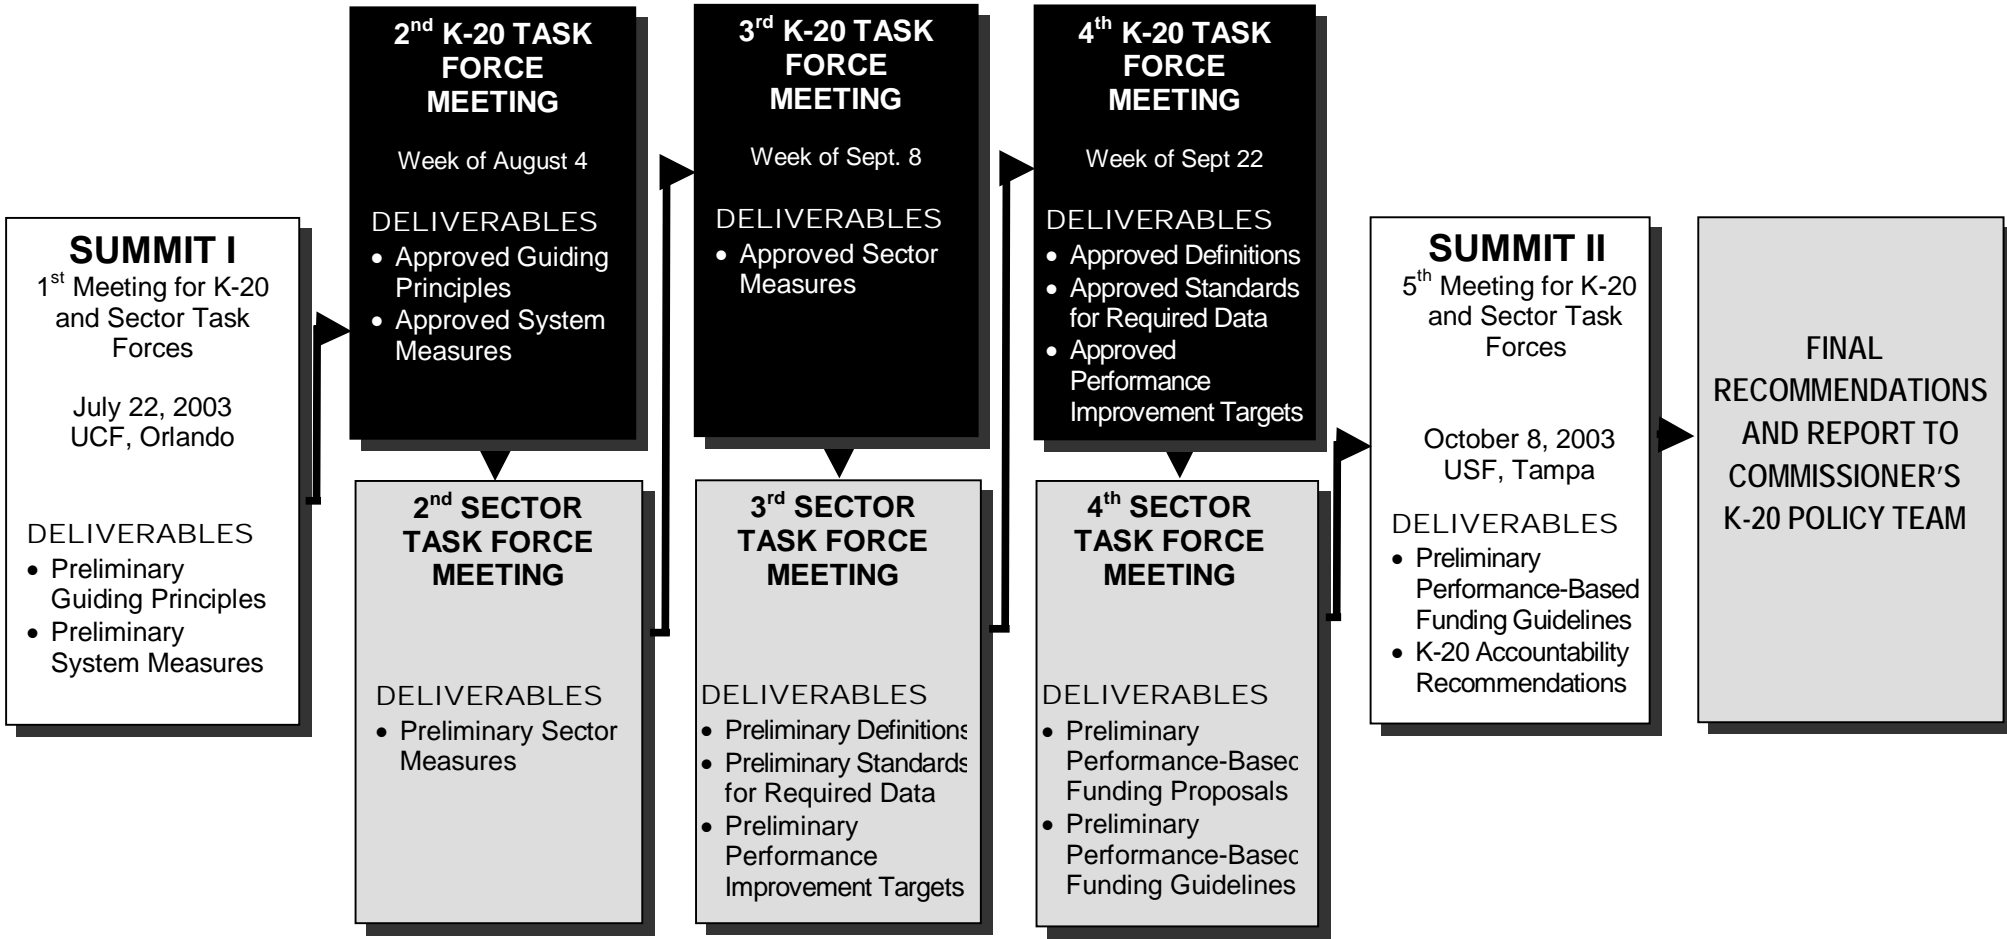 SUMMIT I
1st Meeting for K-20
and Sector Task
Forces
July 22, 2003
UCF, Orlando
DELIVERABLES
• Preliminary
Guiding Principles
• Preliminary
System Measures
2nd K-20 TASK
FORCE
MEETING
Week of August 4
DELIVERABLES
• Approved Guiding
Principles
• Approved System
Measures
2nd SECTOR
TASK FORCE
MEETING
DELIVERABLES
• Preliminary Sector
Measures
3rd K-20 TASK
FORCE
MEETING
Week of Sept. 8
DELIVERABLES
• Approved Sector
Measures
3rd SECTOR
TASK FORCE
MEETING
DELIVERABLES
• Preliminary Definitions
• Preliminary Standards
for Required Data
• Preliminary
Performance
Improvement Targets
4th K-20 TASK
FORCE
MEETING
Week of Sept 22
DELIVERABLES
• Approved Definitions
• Approved Standards
for Required Data
• Approved
Performance
Improvement Targets
4th SECTOR
TASK FORCE
MEETING
DELIVERABLES
• Preliminary
Performance-Based
Funding Proposals
• Preliminary
Performance-Based
Funding Guidelines
SUMMIT II
5th Meeting for K-20
and Sector Task
Forces
October 8, 2003
USF, Tampa
DELIVERABLES
• Preliminary
Performance-Based
Funding Guidelines
• K-20 Accountability
Recommendations
FINAL
RECOMMENDATIONS
AND REPORT TO
COMMISSIONER'S
K-20 POLICY TEAM